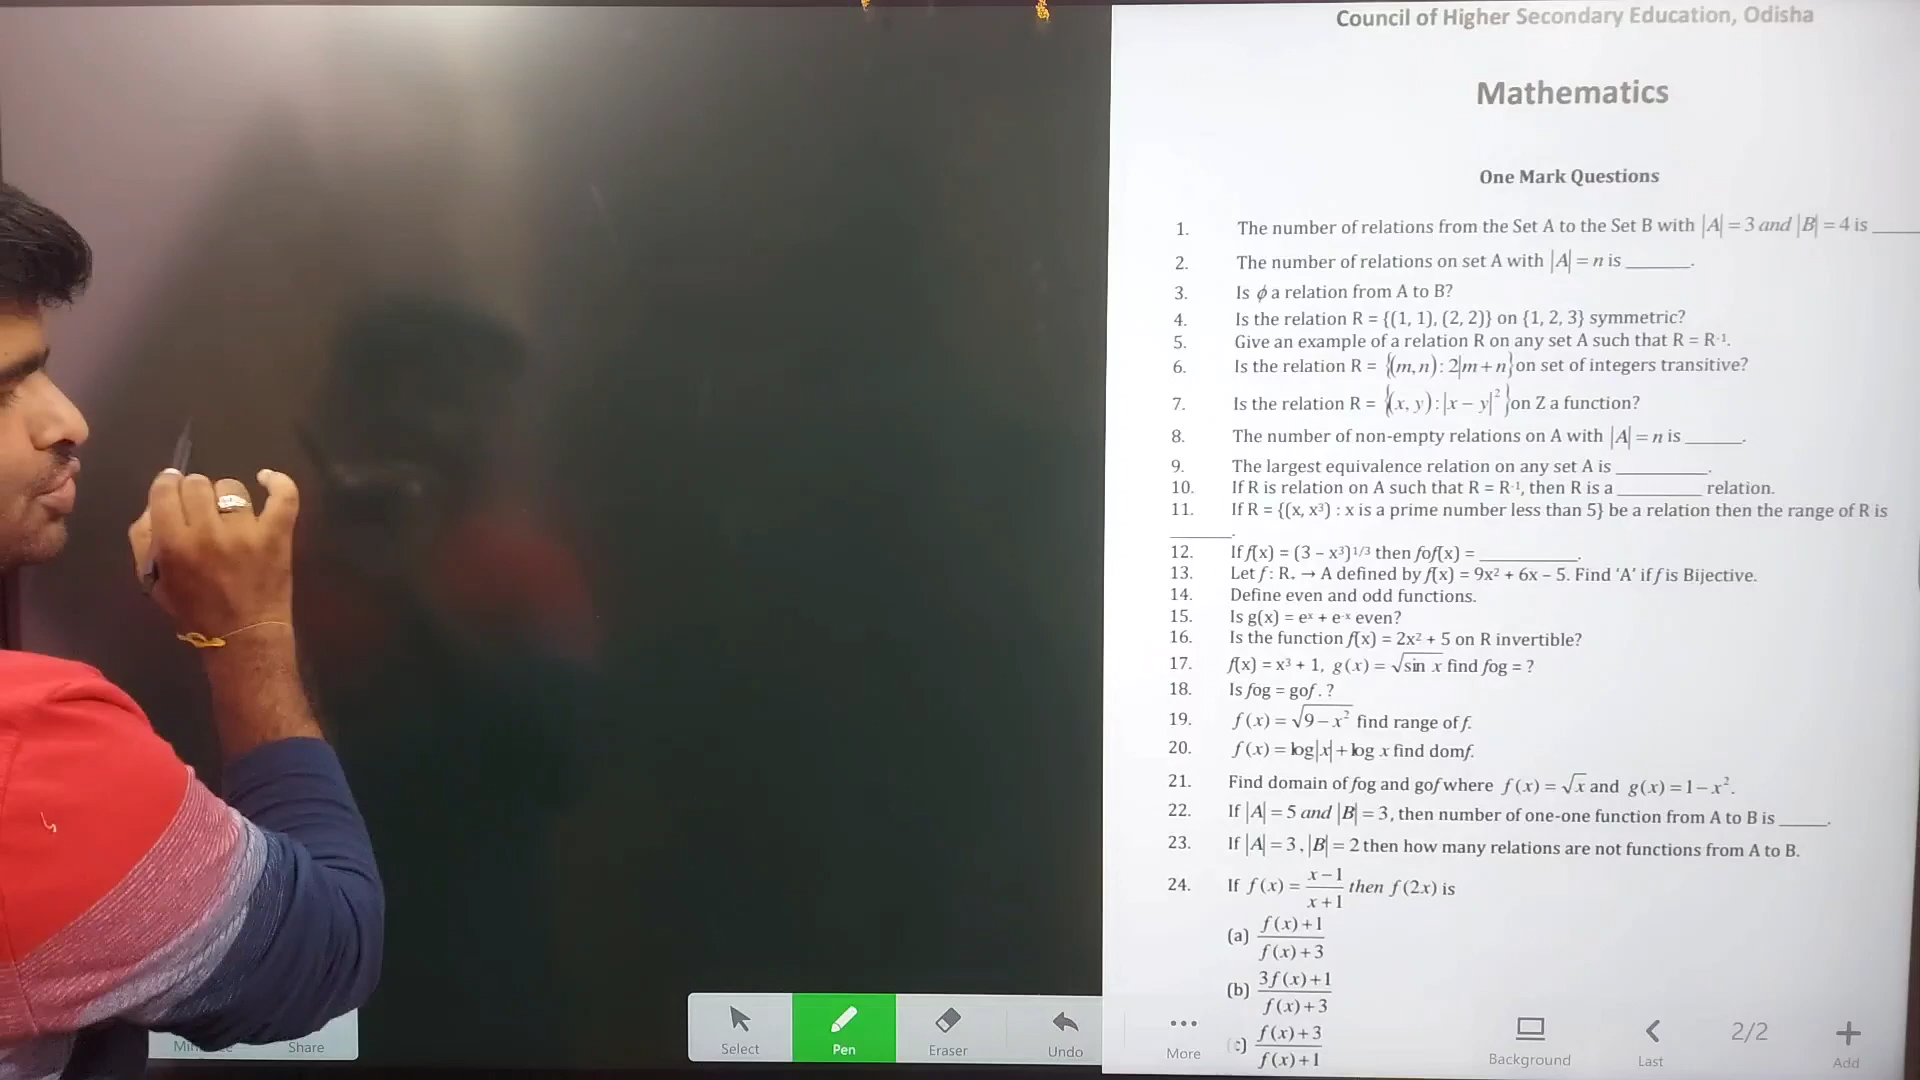 Council of Higher Secondary Education, Odisha
Mathematics
One Mark Questions
1. The number of relations from the Set A to the Set B with |A| = 3 and |B| = 4 is _____
2. The number of relations on set A with |A| = n is _______.
3. Is ϕ a relation from A to B?
4. Is the relation R = {(1, 1), (2, 2)} on {1, 2, 3} symmetric?
5. Give an example of a relation R on any set A such that R = R⁻¹.
6. Is the relation R = {(m, n) : 2|m + n} on set of integers transitive?
7. Is the relation R = {(x, y) : |x − y|²} on Z a function?
8. The number of non-empty relations on A with |A| = n is ______.
9. The largest equivalence relation on any set A is __________.
10. If R is relation on A such that R = R⁻¹, then R is a _________ relation.
11. If R = {(x, x³) : x is a prime number less than 5} be a relation then the range of R is
_______.
12. If f(x) = (3 – x³)^1/3 then fof(x) = ___________.
13. Let f : R₊ → A defined by f(x) = 9x² + 6x – 5. Find ‘A’ if f is Bijective.
14. Define even and odd functions.
15. Is g(x) = eˣ + e⁻ˣ even?
16. Is the function f(x) = 2x² + 5 on R invertible?
17. f(x) = x³ + 1, g(x) = √sin x find fog = ?
18. Is fog = gof . ?
19. f(x) = √9 − x² find range of f.
20. f(x) = log|x| + log x find domf.
21. Find domain of fog and gof where f(x) = √x and g(x) = 1 − x².
22. If |A| = 5 and |B| = 3, then number of one-one function from A to B is _____.
23. If |A| = 3, |B| = 2 then how many relations are not functions from A to B.
24. If f(x) = x − 1 / x + 1 then f(2x) is
(a) f(x) + 1 / f(x) + 3
(b) 3f(x) + 1 / f(x) + 3
(c) f(x) + 3 / f(x) + 1
Share
Select
Pen
Eraser
Undo
More
Background
Last
2/2
Add